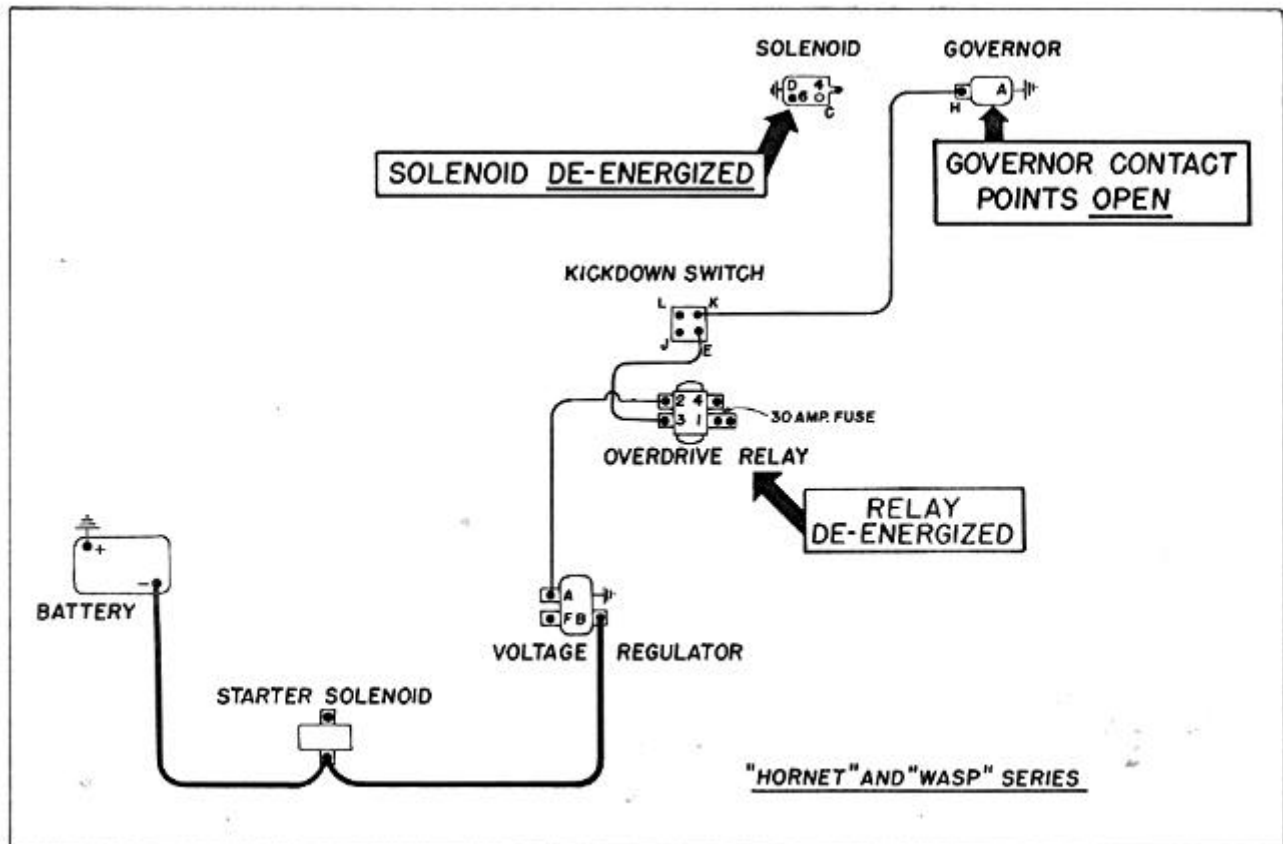 SOLENOID
GOVERNOR
D 4
6
C
H
A
SOLENOID DE-ENERGIZED
GOVERNOR CONTACT
POINTS OPEN
KICKDOWN SWITCH
L K
J E
2 4
3 1
30 AMP. FUSE
OVERDRIVE RELAY
RELAY
DE-ENERGIZED
+
-
BATTERY
A
F B
VOLTAGE REGULATOR
STARTER SOLENOID
"HORNET" AND "WASP" SERIES